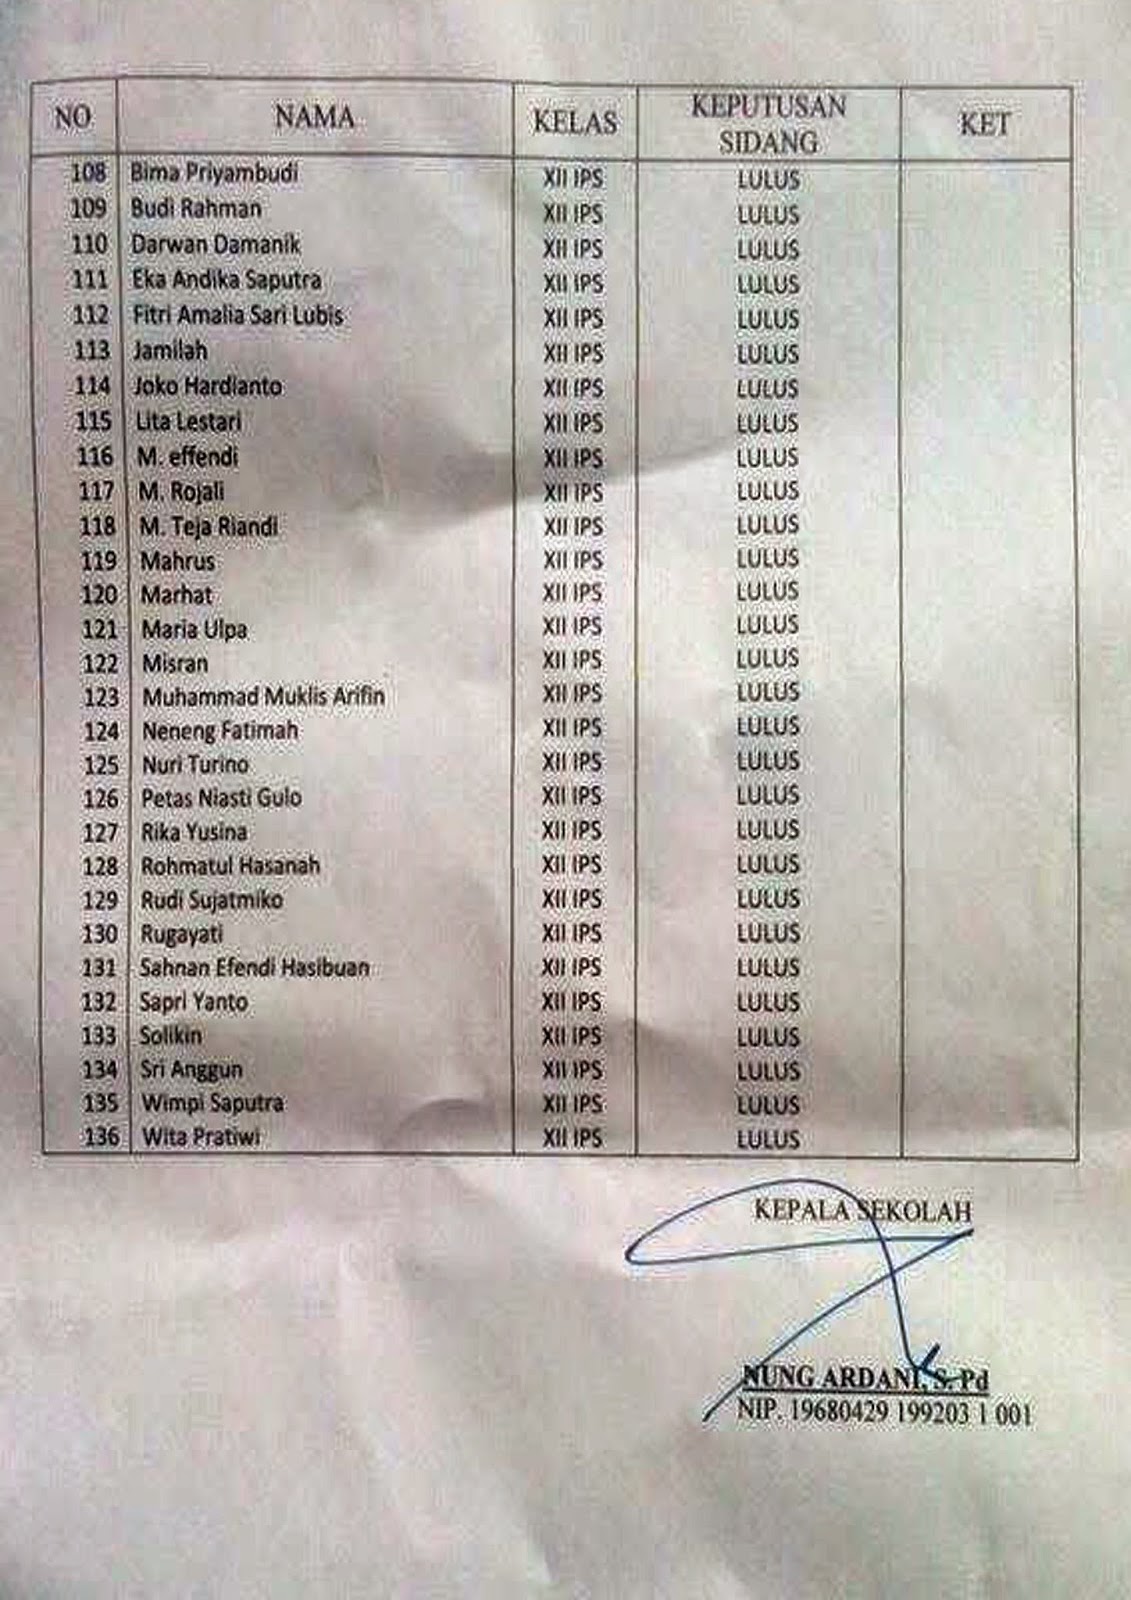 NO NAMA KELAS KEPUTUSAN SIDANG KET
108 Bima Priyambudi XII IPS LULUS
109 Budi Rahman XII IPS LULUS
110 Darwan Damanik XII IPS LULUS
111 Eka Andika Saputra XII IPS LULUS
112 Fitri Amalia Sari Lubis XII IPS LULUS
113 Jamilah XII IPS LULUS
114 Joko Hardianto XII IPS LULUS
115 Lita Lestari XII IPS LULUS
116 M. effendi XII IPS LULUS
117 M. Rojali XII IPS LULUS
118 M. Teja Riandi XII IPS LULUS
119 Mahrus XII IPS LULUS
120 Marhat XII IPS LULUS
121 Maria Ulpa XII IPS LULUS
122 Misran XII IPS LULUS
123 Muhammad Muklis Arifin XII IPS LULUS
124 Neneng Fatimah XII IPS LULUS
125 Nuri Turino XII IPS LULUS
126 Petas Niasti Gulo XII IPS LULUS
127 Rika Yusina XII IPS LULUS
128 Rohmatul Hasanah XII IPS LULUS
129 Rudi Sujatmiko XII IPS LULUS
130 Rugayati XII IPS LULUS
131 Sahnan Efendi Hasibuan XII IPS LULUS
132 Sapri Yanto XII IPS LULUS
133 Solikin XII IPS LULUS
134 Sri Anggun XII IPS LULUS
135 Wimpi Saputra XII IPS LULUS
136 Wita Pratiwi XII IPS LULUS
KEPALA SEKOLAH
NUNG ARDANI, S. Pd
NIP. 19680429 199203 1 001